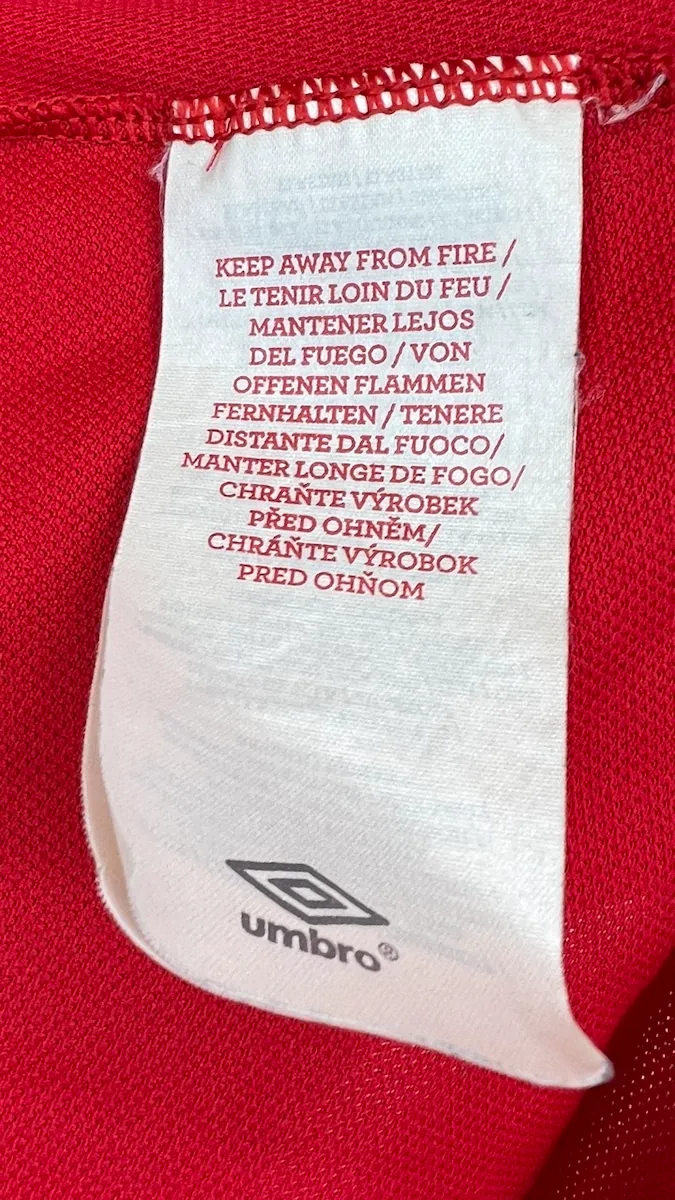 KEEP AWAY FROM FIRE /
LE TENIR LOIN DU FEU /
MANTENER LEJOS
DEL FUEGO / VON
OFFENEN FLAMMEN
FERNHALTEN / TENERE
DISTANTE DAL FUOCO/
MANTER LONGE DE FOGO/
CHRAŇTE VÝROBEK
PŘED OHNĚM/
CHRÁŇTE VÝROBOK
PRED OHŇOM
umbro®